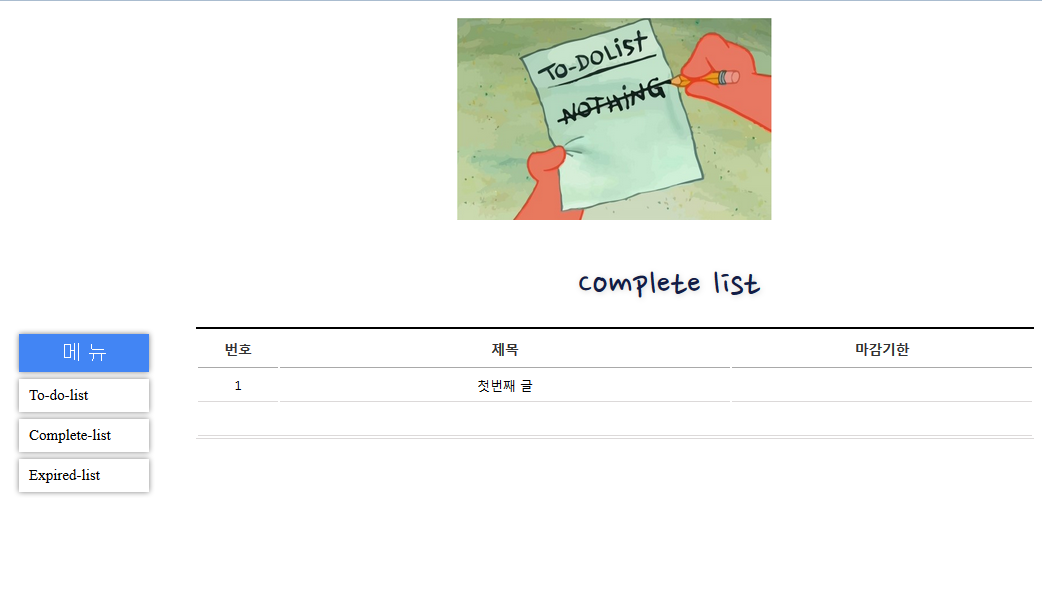 TO-DOLIST
NOTHING
complete list
메 뉴
To-do-list
Complete-list
Expired-list
번호 제목 마감기한
1 첫번째 글